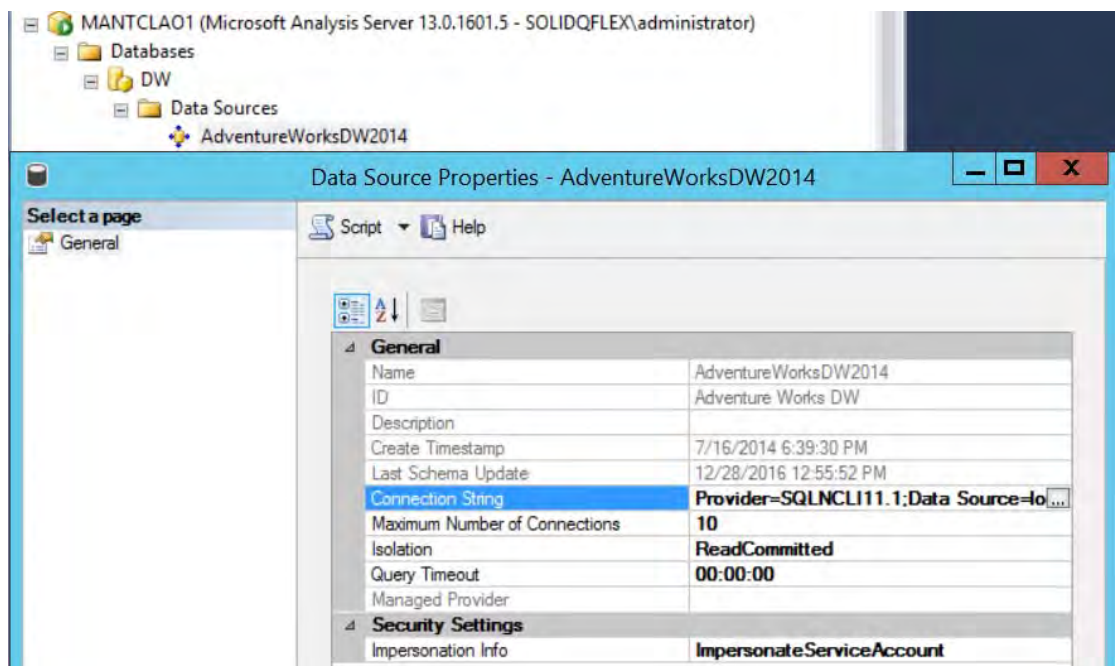 MANTCLAO1 (Microsoft Analysis Server 13.0.1601.5 - SOLIDQFLEX\administrator)
Databases
DW
Data Sources
AdventureWorksDW2014
Data Source Properties - AdventureWorksDW2014
Select a page
General
Script Help
General
Name AdventureWorksDW2014
ID Adventure Works DW
Description
Create Timestamp 7/16/2014 6:39:30 PM
Last Schema Update 12/28/2016 12:55:52 PM
Connection String Provider=SQLNCLI11.1;Data Source=lo ...
Maximum Number of Connections 10
Isolation ReadCommitted
Query Timeout 00:00:00
Managed Provider
Security Settings
Impersonation Info ImpersonateServiceAccount